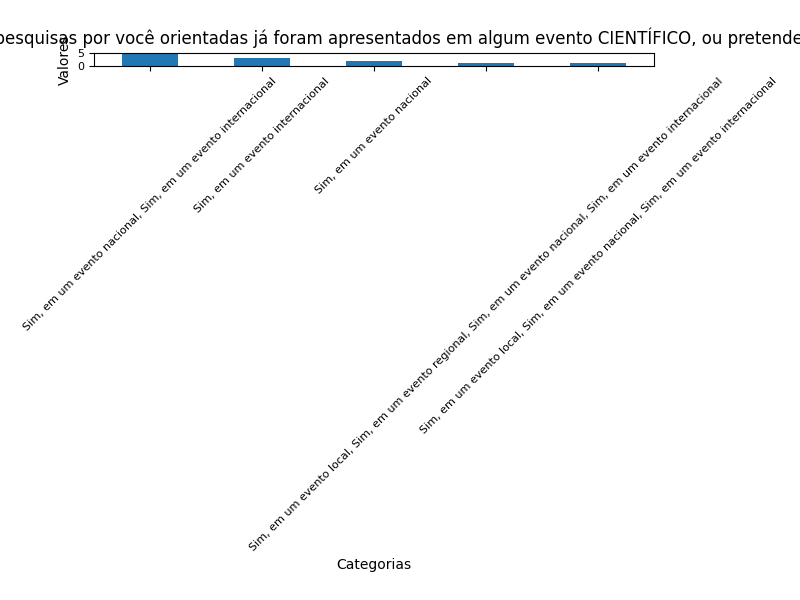 pesquisas por você orientadas já foram apresentados em algum evento CIENTÍFICO, ou pretende
Valores
5
0
Sim, em um evento nacional, Sim, em um evento internacional
Sim, em um evento internacional
Sim, em um evento nacional
Sim, em um evento local, Sim, em um evento regional, Sim, em um evento nacional, Sim, em um evento internacional
Sim, em um evento local, Sim, em um evento nacional, Sim, em um evento internacional
Categorias